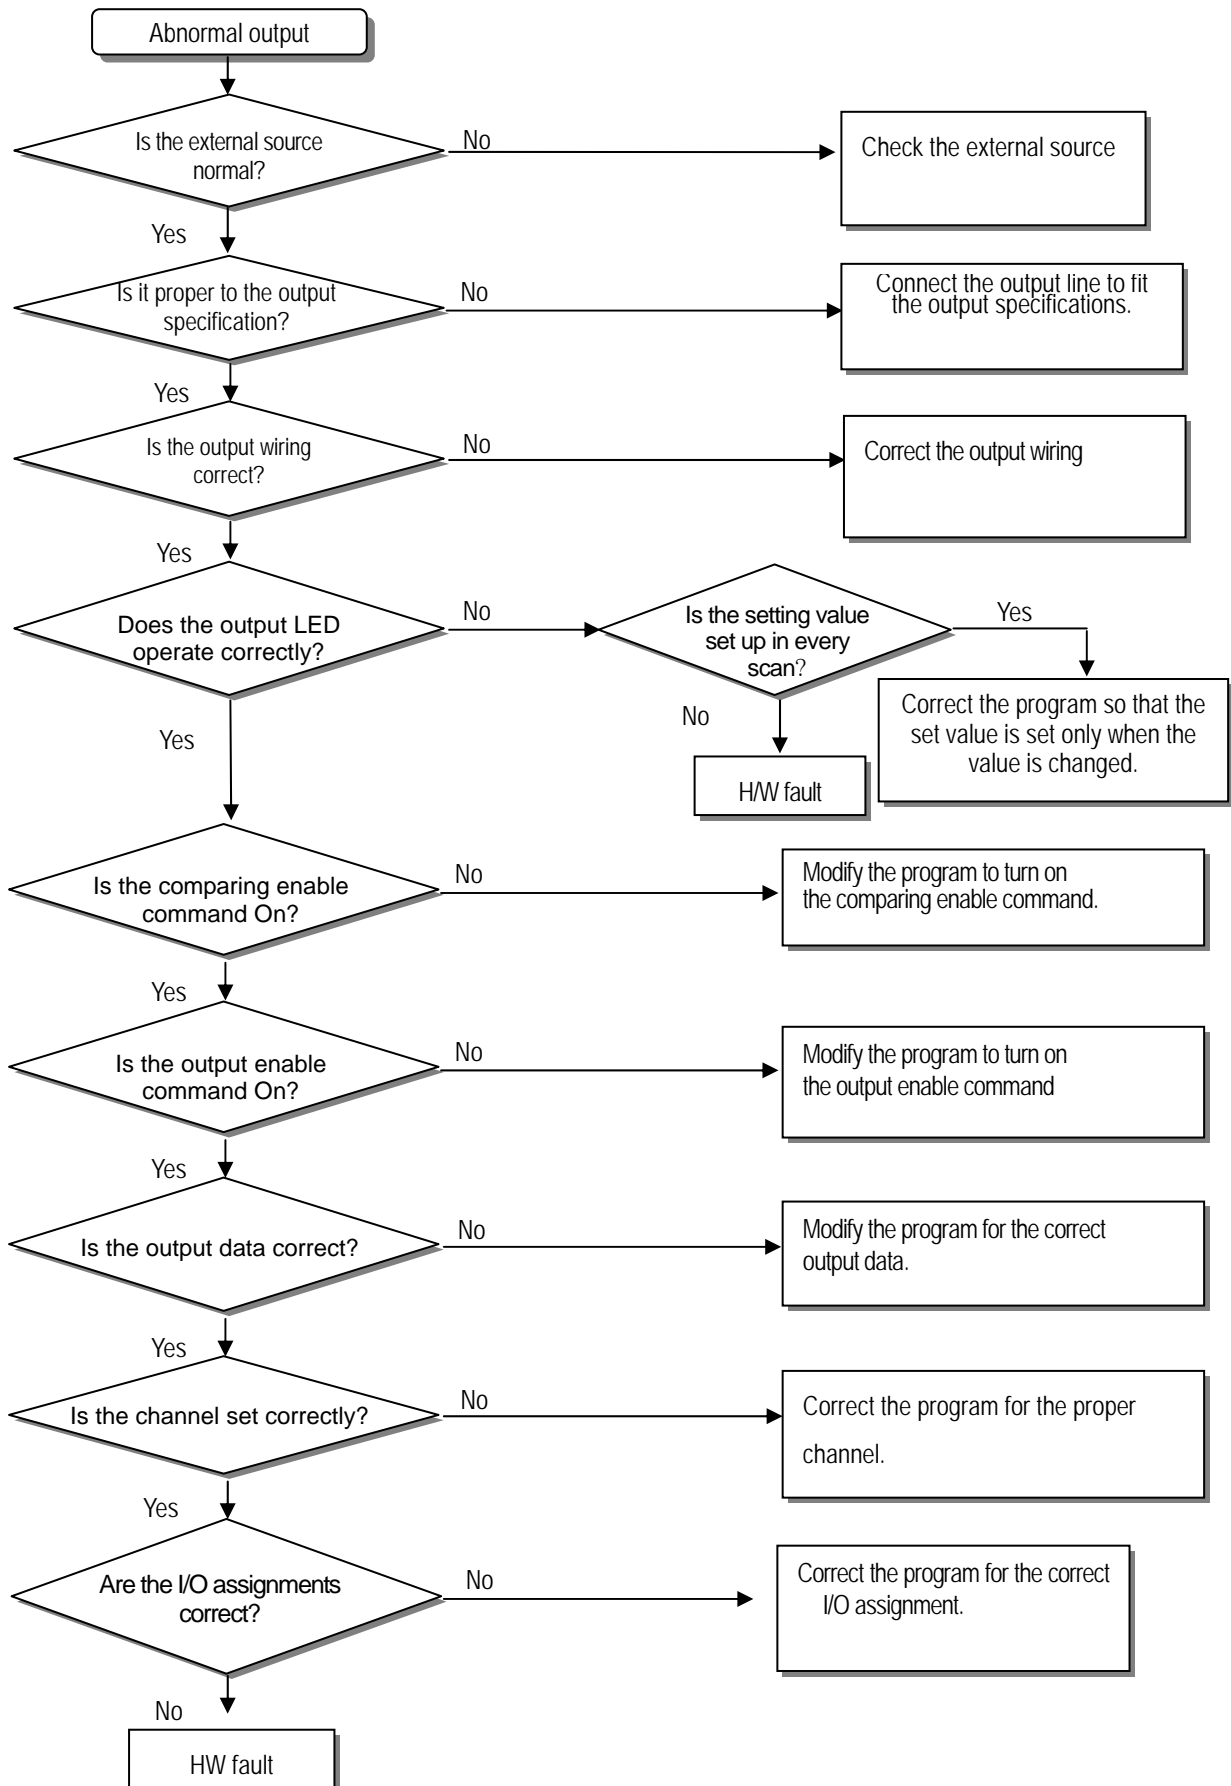 Abnormal output
Is the external source
normal?
No
Check the external source
Yes
Is it proper to the output
specification?
No
Connect the output line to fit
the output specifications.
Yes
Is the output wiring
correct?
No
Correct the output wiring
Yes
Does the output LED
operate correctly?
No
Is the setting value
set up in every
scan?
Yes
Correct the program so that the
set value is set only when the
value is changed.
No
H/W fault
Yes
Is the comparing enable
command On?
No
Modify the program to turn on
the comparing enable command.
Yes
Is the output enable
command On?
No
Modify the program to turn on
the output enable command
Yes
Is the output data correct?
No
Modify the program for the correct
output data.
Yes
Is the channel set correctly?
No
Correct the program for the proper
channel.
Yes
Are the I/O assignments
correct?
No
Correct the program for the correct
I/O assignment.
No
HW fault